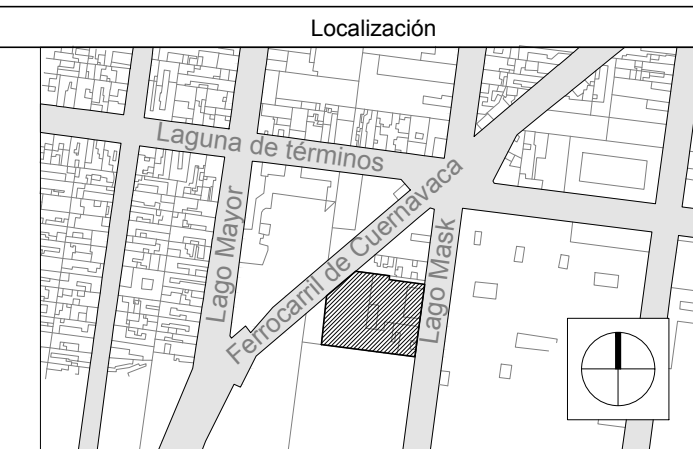 Localización
Laguna de términos
Lago Mayor
Ferrocarril de Cuernavaca
Lago Mask